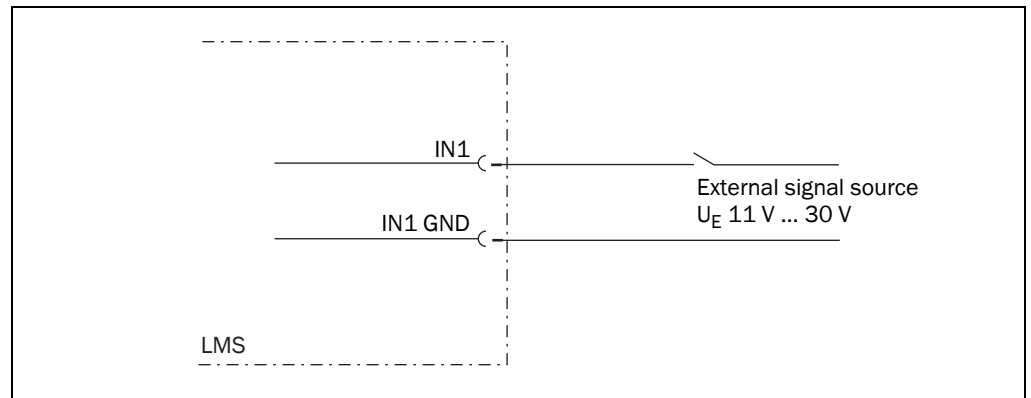 IN1
External signal source
U_E 11 V ... 30 V
IN1 GND
LMS